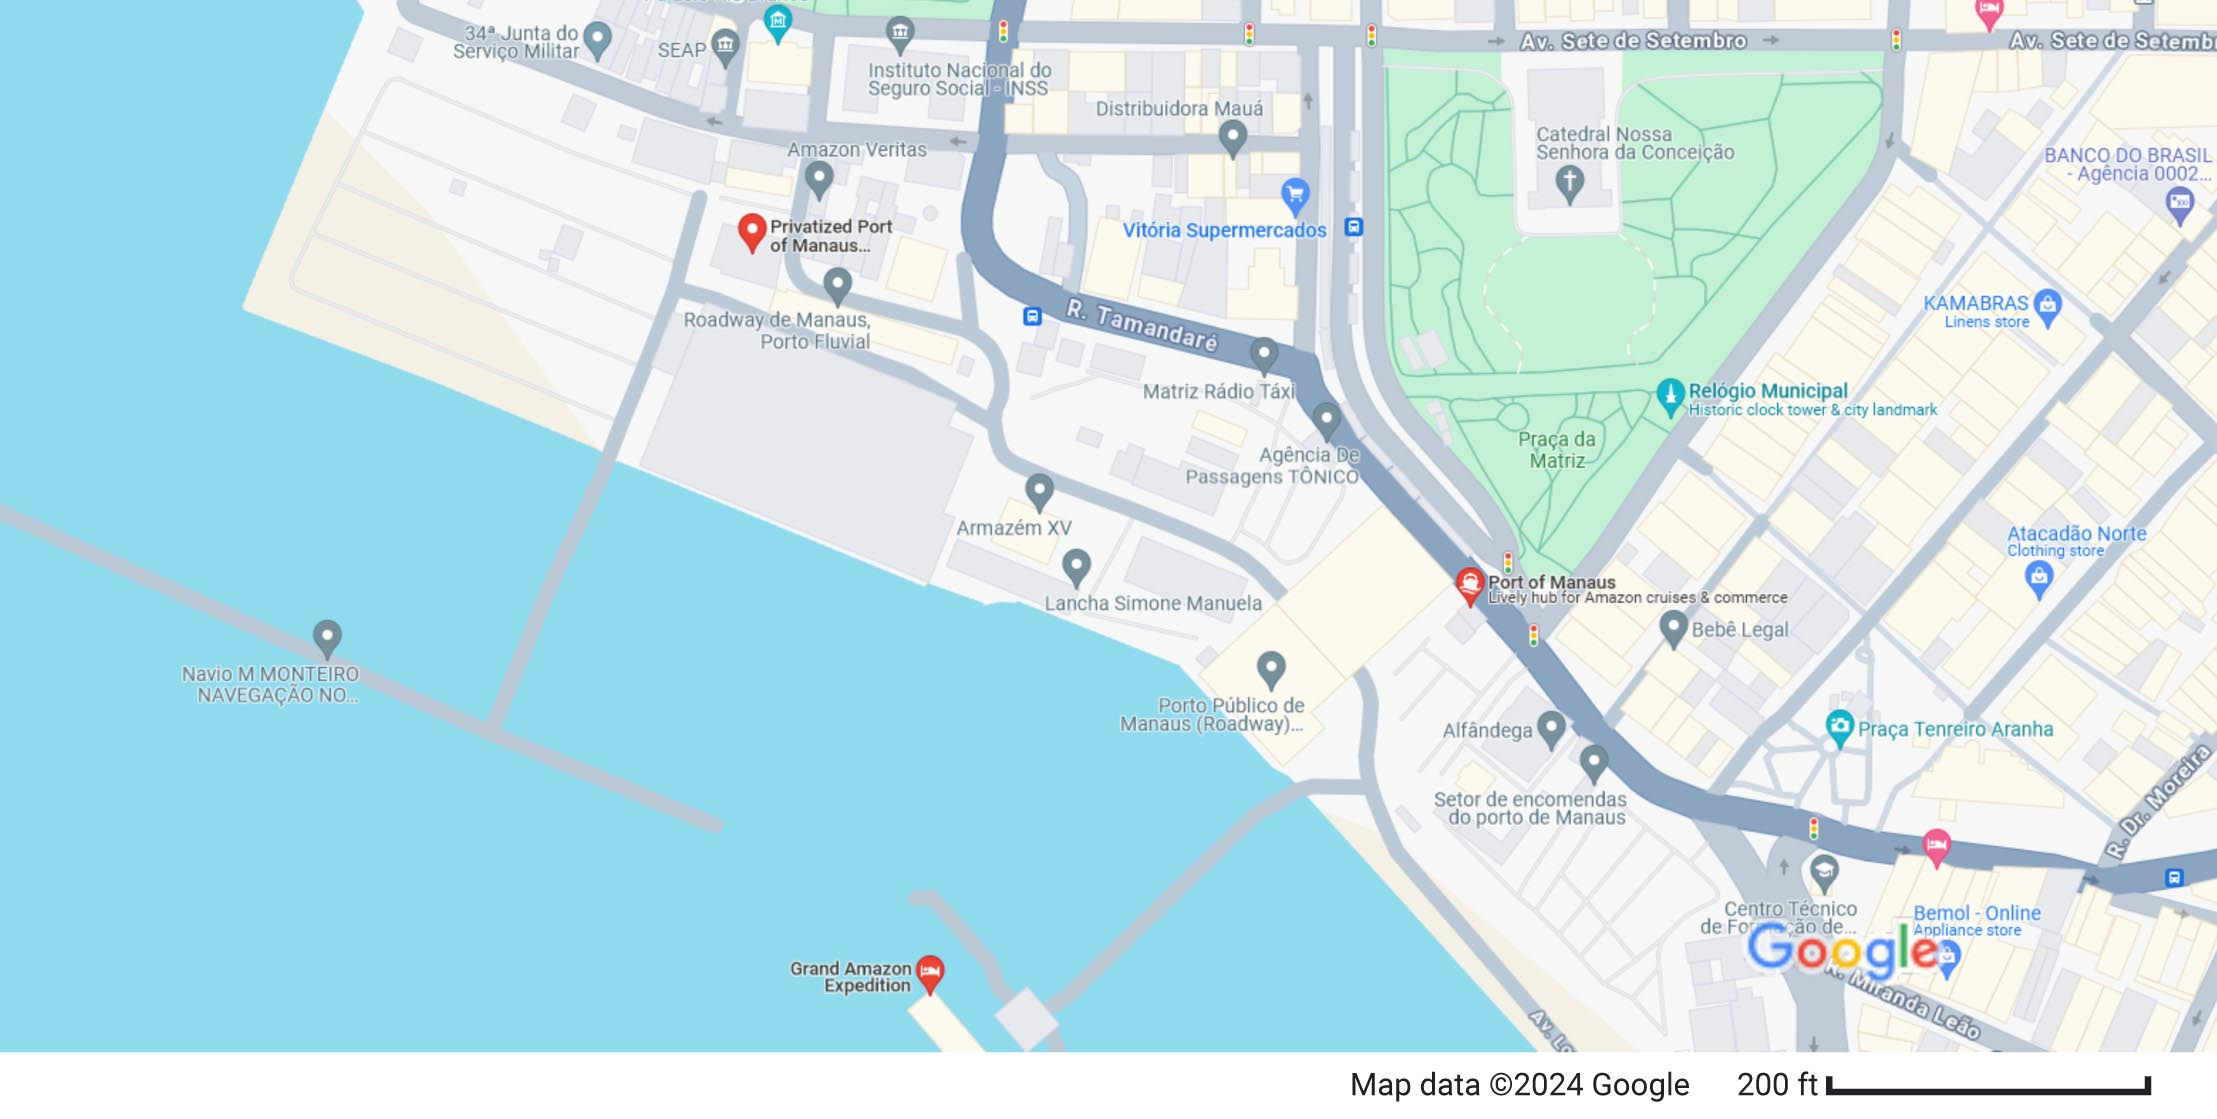 34ª Junta do
Serviço Militar
SEAP
Instituto Nacional do
Seguro Social - INSS
Av. Sete de Setembro
Av. Sete de Setembr
Distribuidora Mauá
Catedral Nossa
Senhora da Conceição
Amazon Veritas
BANCO DO BRASIL
- Agência 0002...
Privatized Port
of Manaus...
Vitória Supermercados
Roadway de Manaus,
Porto Fluvial
R. Tamandaré
KAMABRAS
Linens store
Matriz Rádio Táxi
Relógio Municipal
Historic clock tower & city landmark
Praça da
Matriz
Agência De
Passagens TÔNICO
Armazém XV
Atacadão Norte
Clothing store
Lancha Simone Manuela
Port of Manaus
Lively hub for Amazon cruises & commerce
Bebê Legal
Navio M MONTEIRO
NAVEGAÇÃO NO...
Porto Público de
Manaus (Roadway)...
Alfândega
Praça Tenreiro Aranha
Setor de encomendas
do porto de Manaus
R. Dr. Moreira
Centro Técnico
de Formação de...
Bemol - Online
Appliance store
Google
Grand Amazon
Expedition
R. Miranda Leão
Av. Lo
Map data ©2024 Google
200 ft